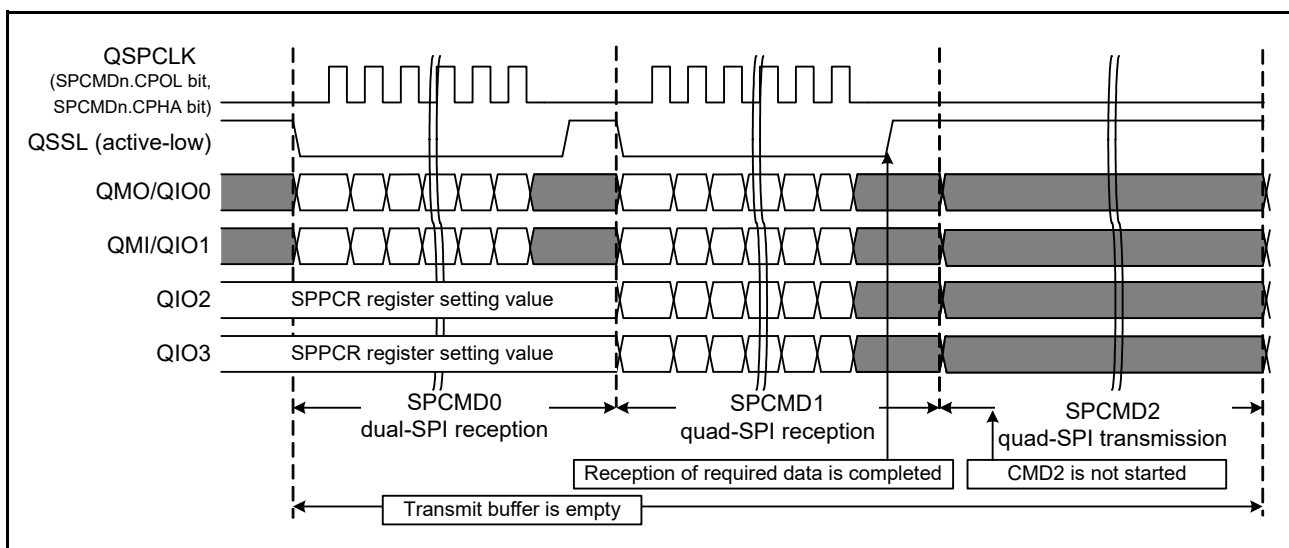 QSPCLK
(SPCMDn.CPOL bit,
SPCMDn.CPHA bit)
QSSL (active-low)
QMO/QIO0
QMI/QIO1
QIO2
SPPCR register setting value
QIO3
SPPCR register setting value
SPCMD0
dual-SPI reception
SPCMD1
quad-SPI reception
SPCMD2
quad-SPI transmission
Reception of required data is completed
CMD2 is not started
Transmit buffer is empty